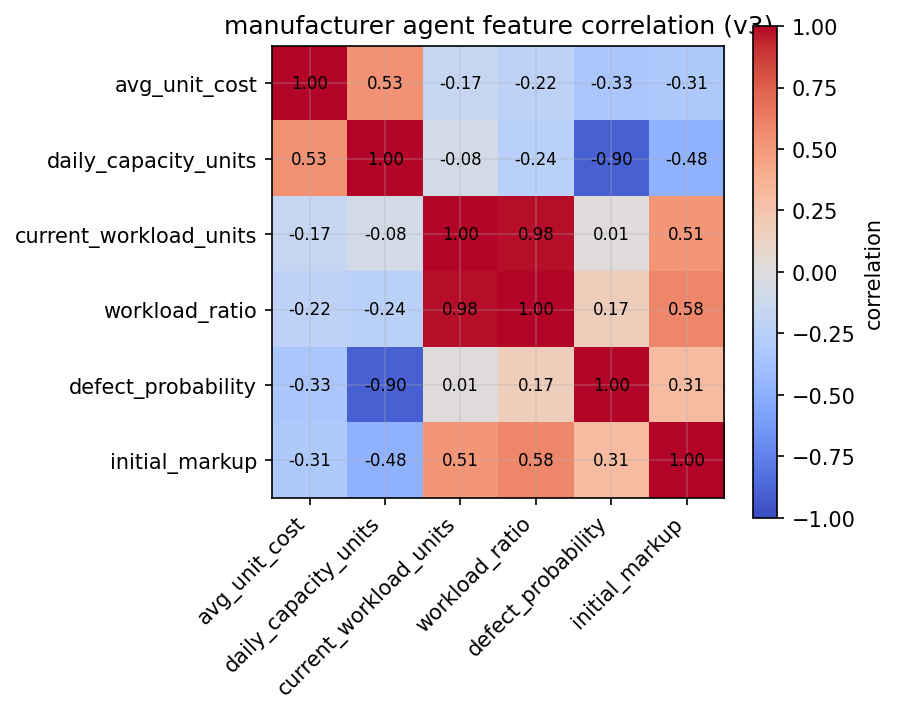 manufacturer agent feature correlation (v3)
avg_unit_cost 1.00 0.53 -0.17 -0.22 -0.33 -0.31
daily_capacity_units 0.53 1.00 -0.08 -0.24 -0.90 -0.48
current_workload_units -0.17 -0.08 1.00 0.98 0.01 0.51
workload_ratio -0.22 -0.24 0.98 1.00 0.17 0.58
defect_probability -0.33 -0.90 0.01 0.17 1.00 0.31
initial_markup -0.31 -0.48 0.51 0.58 0.31 1.00
avg_unit_cost
daily_capacity_units
current_workload_units
workload_ratio
defect_probability
initial_markup
1.00
0.75
0.50
0.25
0.00
−0.25
−0.50
−0.75
−1.00
correlation